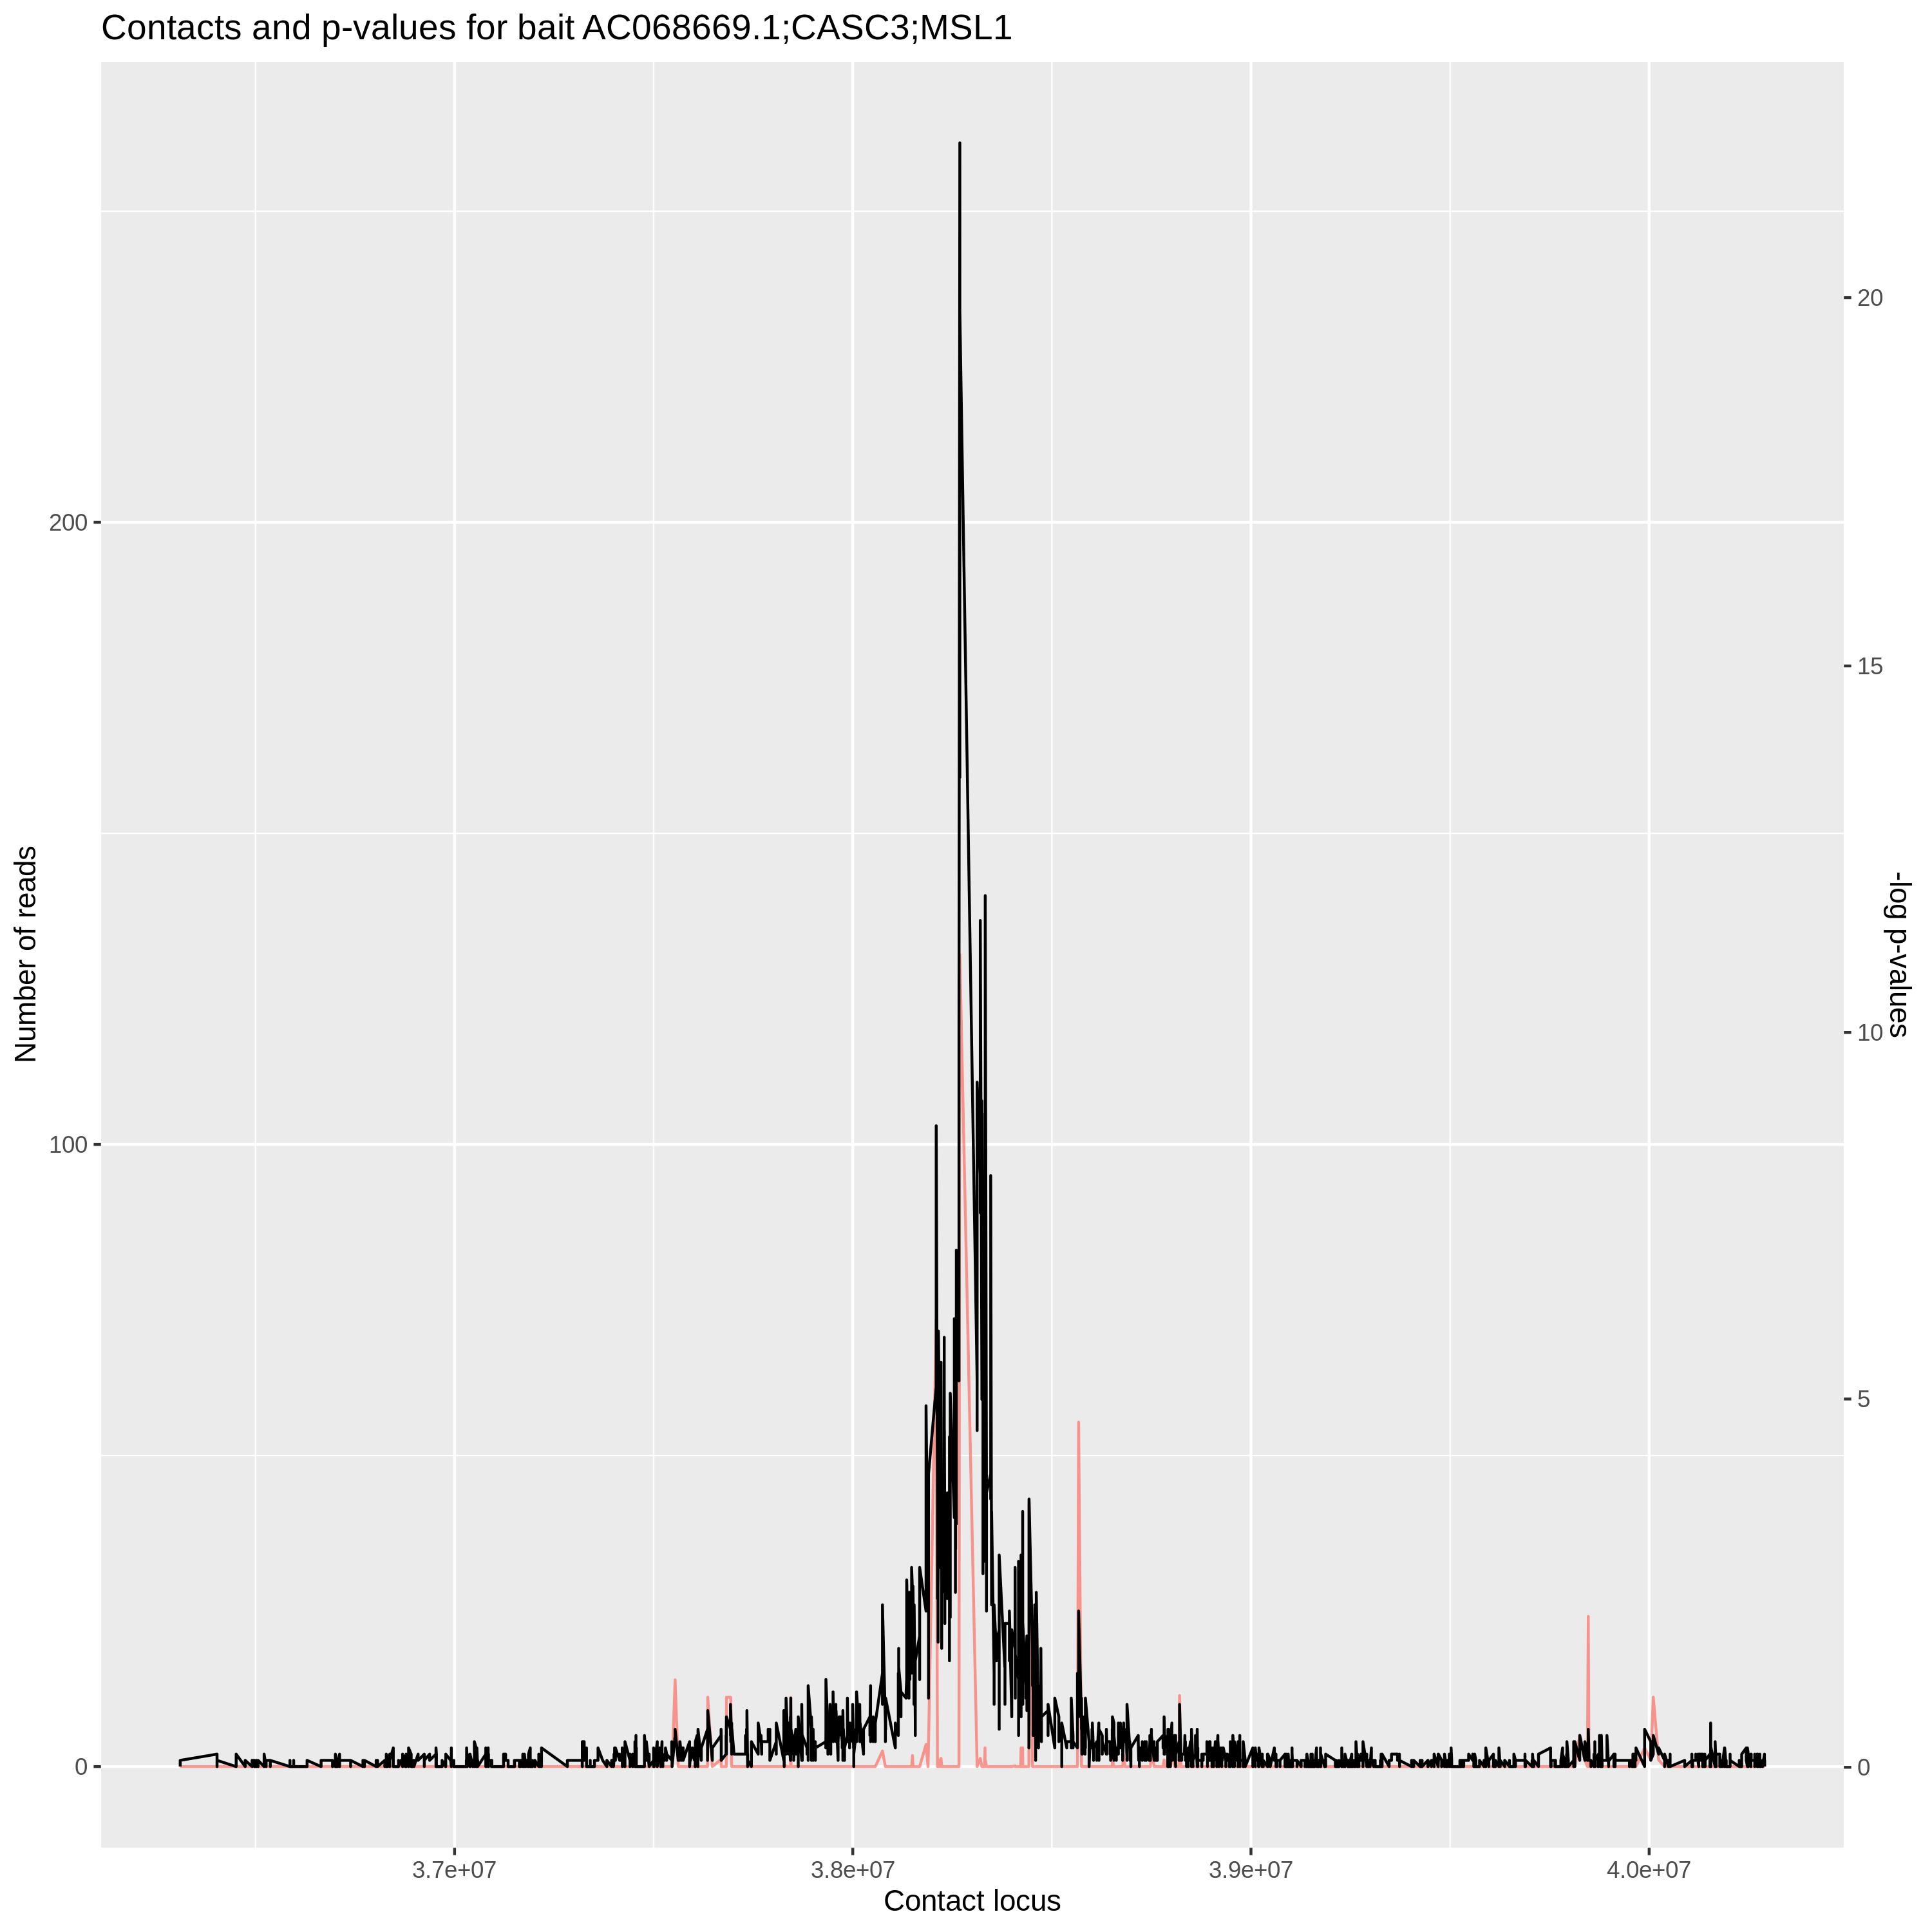 Contacts and p-values for bait AC068669.1;CASC3;MSL1
Number of reads
200
100
0
20
15
10
5
0
-log p-values
3.7e+07
3.8e+07
3.9e+07
4.0e+07
Contact locus